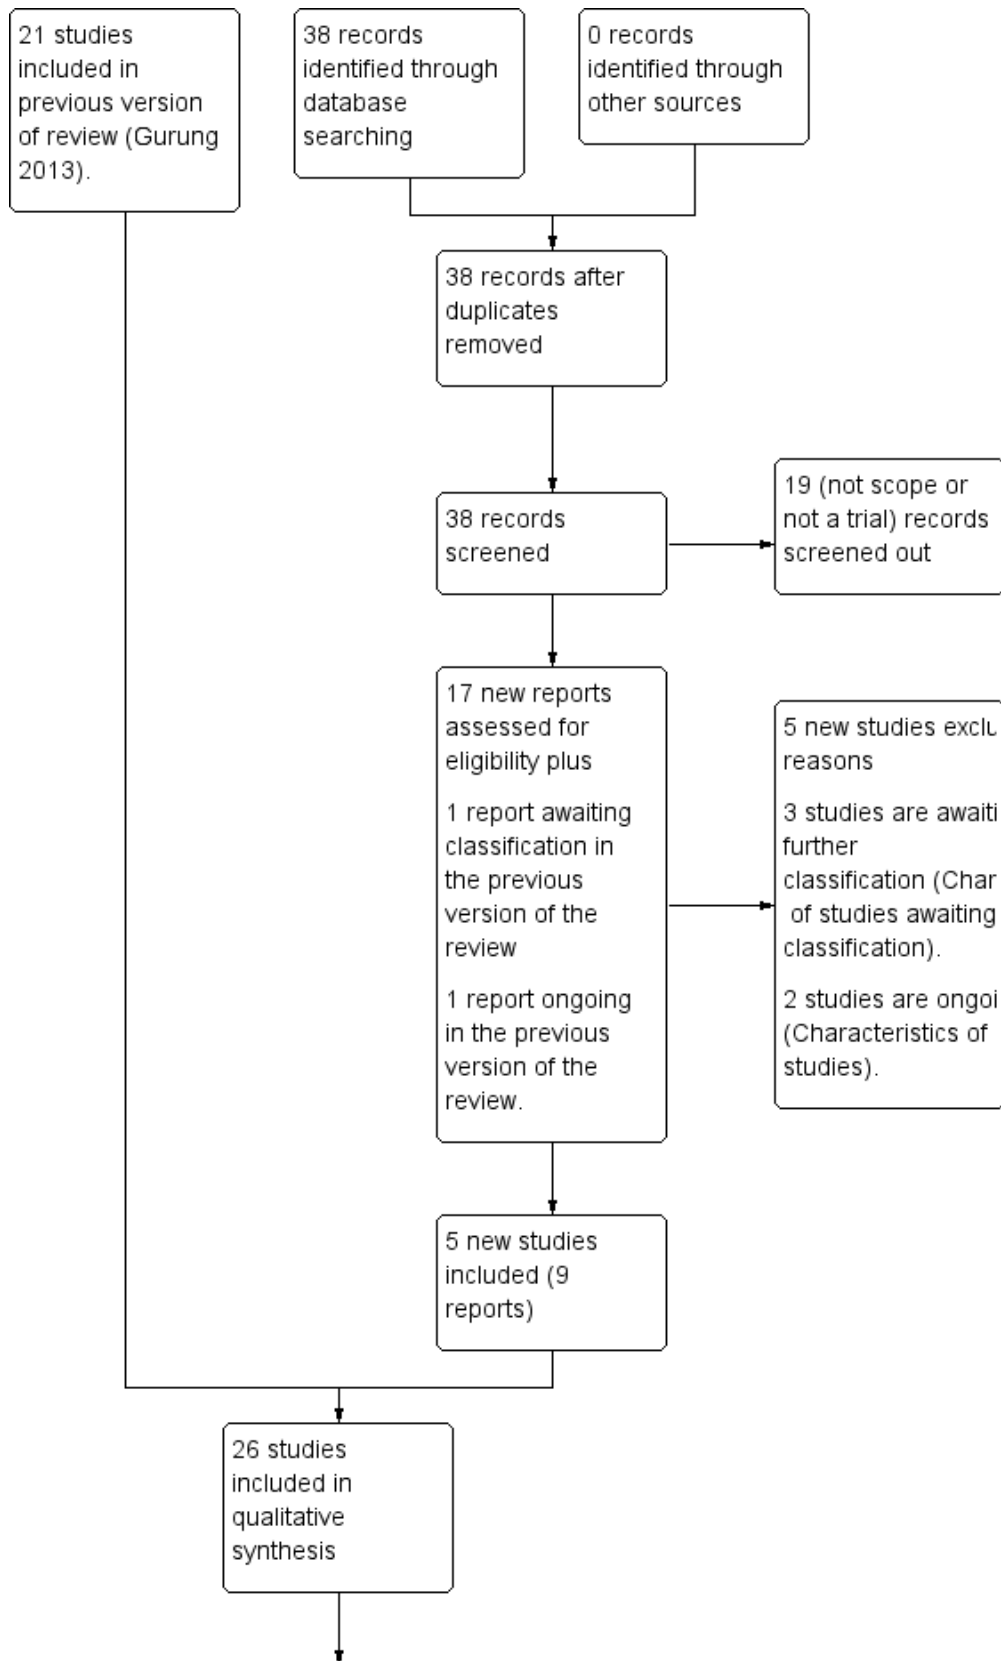 21 studies
included in
previous version
of review (Gurung
2013).
38 records
identified through
database
searching
0 records
identified through
other sources
38 records after
duplicates
removed
38 records
screened
19 (not scope or
not a trial) records
screened out
17 new reports
assessed for
eligibility plus
1 report awaiting
classification in
the previous
version of the
review
1 report ongoing
in the previous
version of the
review.
5 new studies
reasons
3 studies are
further
classification
of studies awaiting
classification).
2 studies are
(Characteristics of
studies).
5 new studies
included (9
reports)
26 studies
included in
qualitative
synthesis